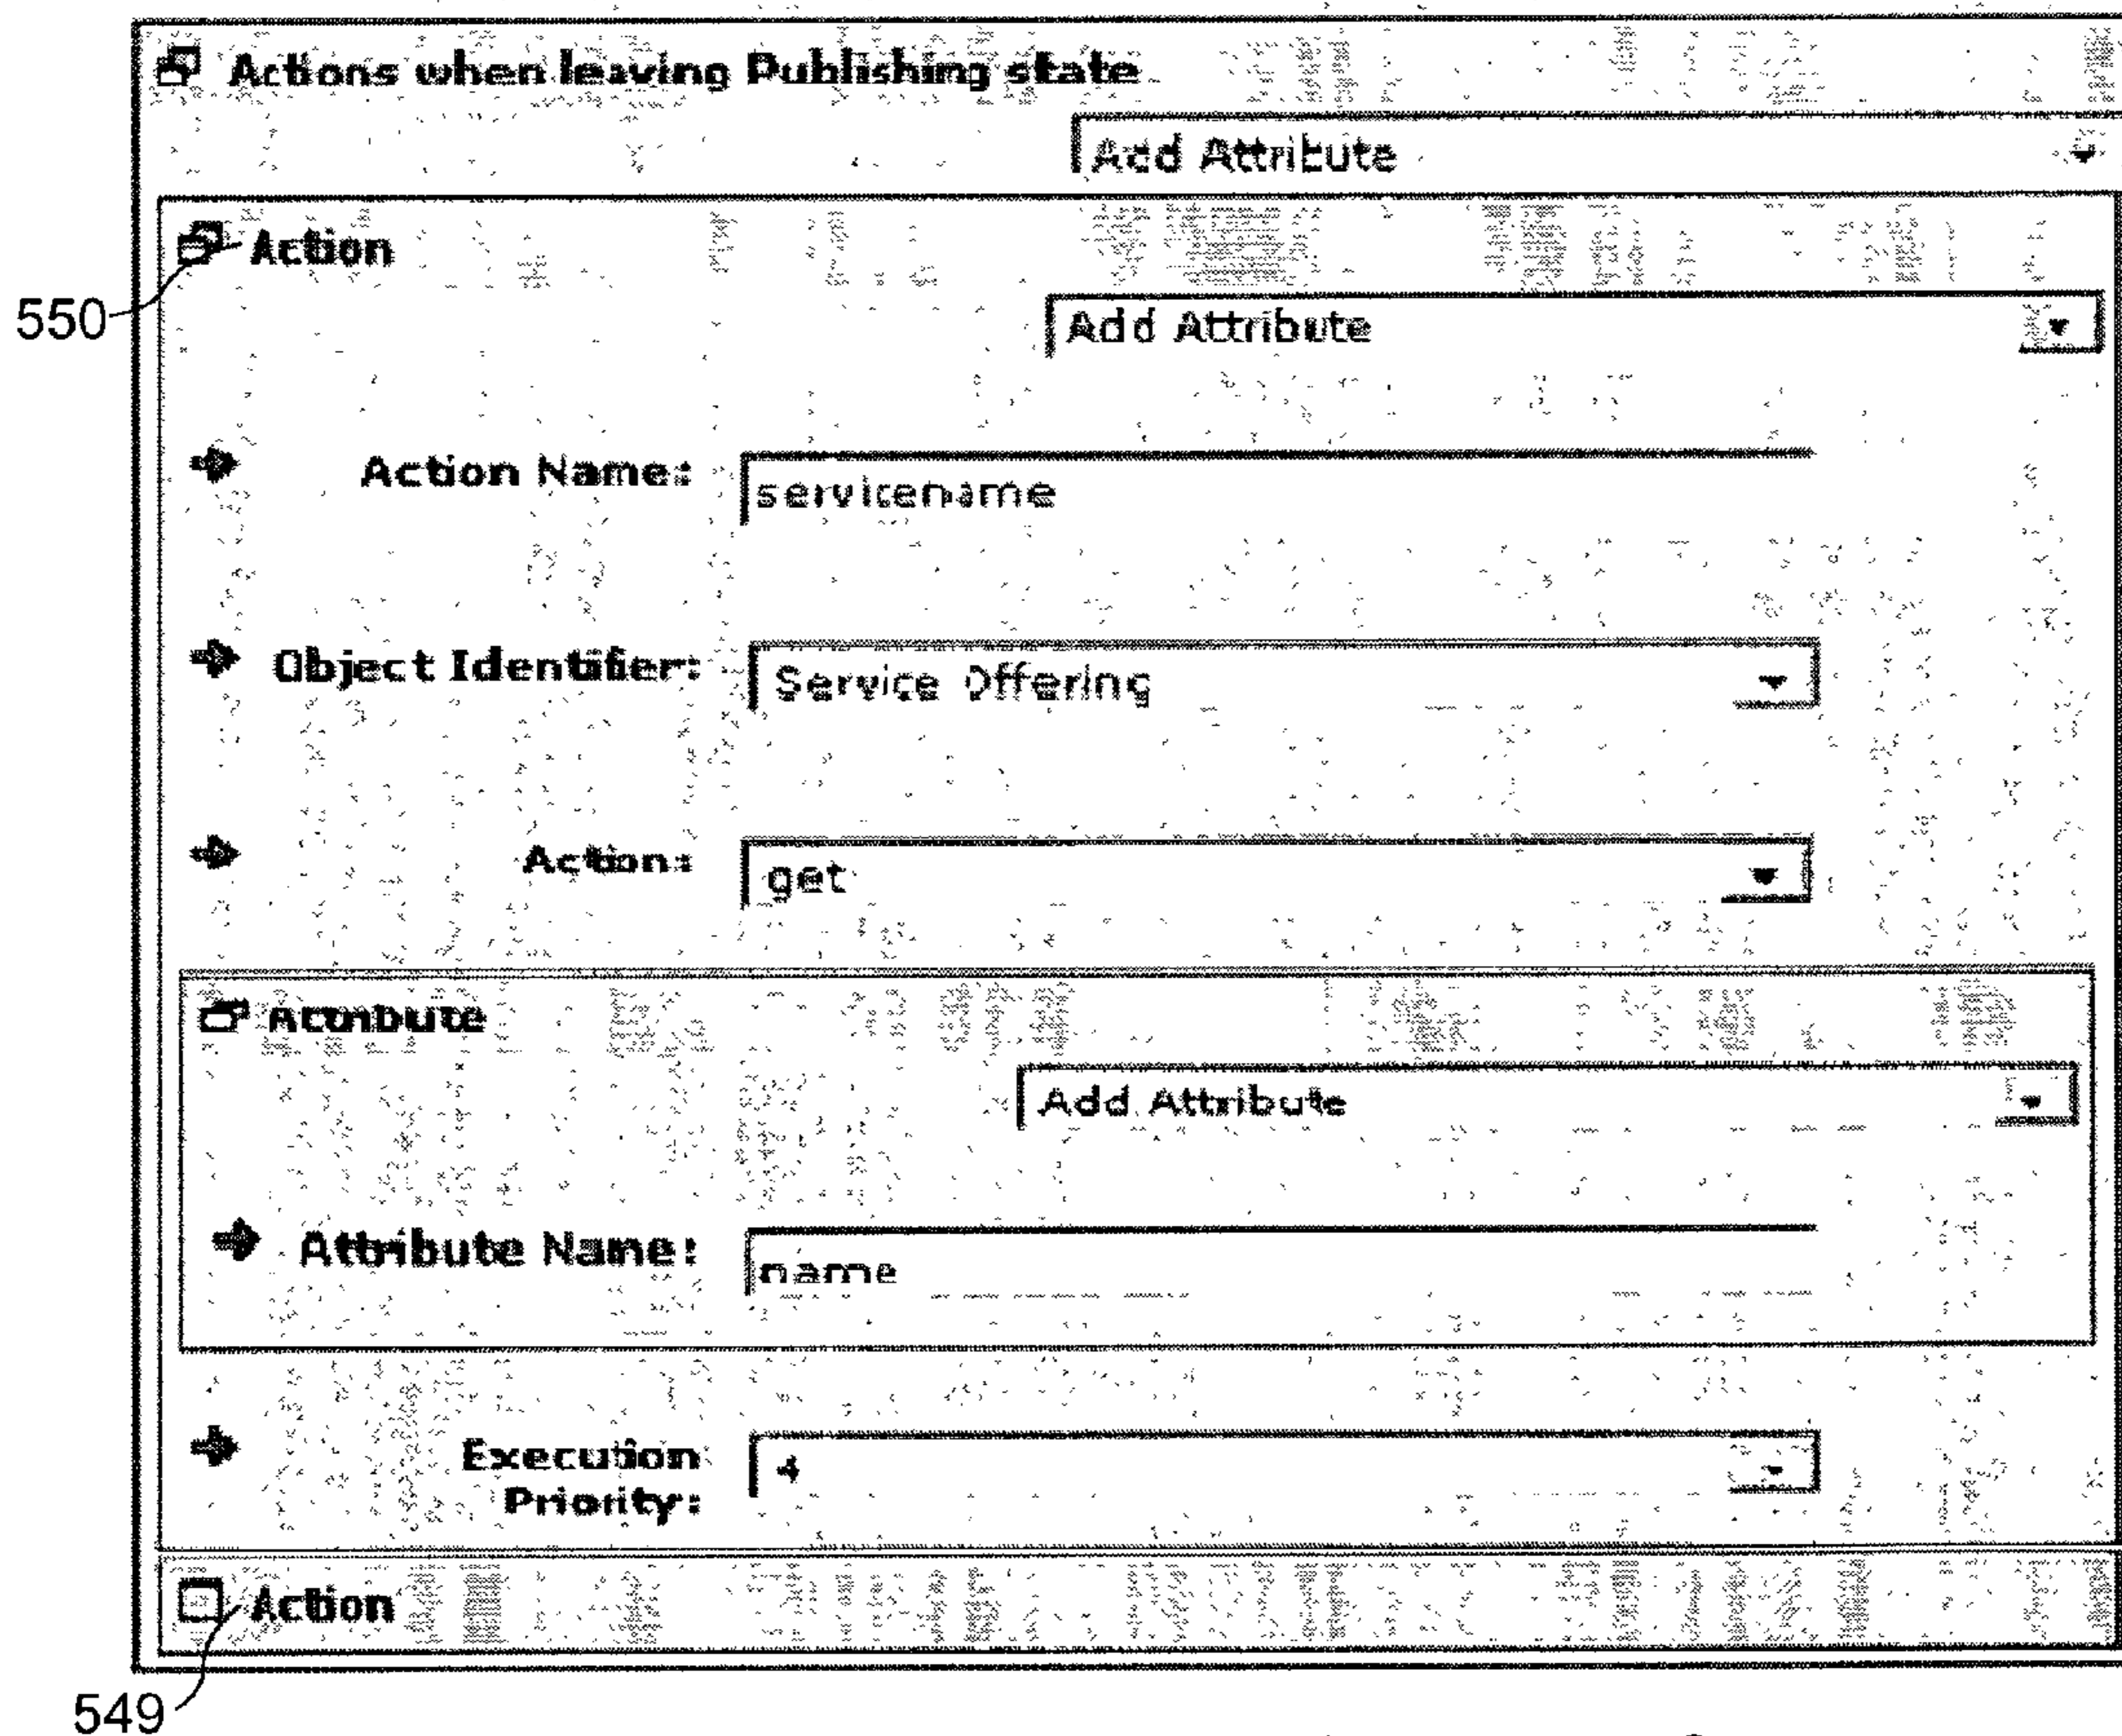 Actions when leaving Publishing state
Add Attribute
Action
550
Add Attribute
Action Name:
servicename
Object Identifier:
Service Offering
Action:
get
Attribute
Add Attribute
Attribute Name:
name
Execution
Priority:
4
Action
549